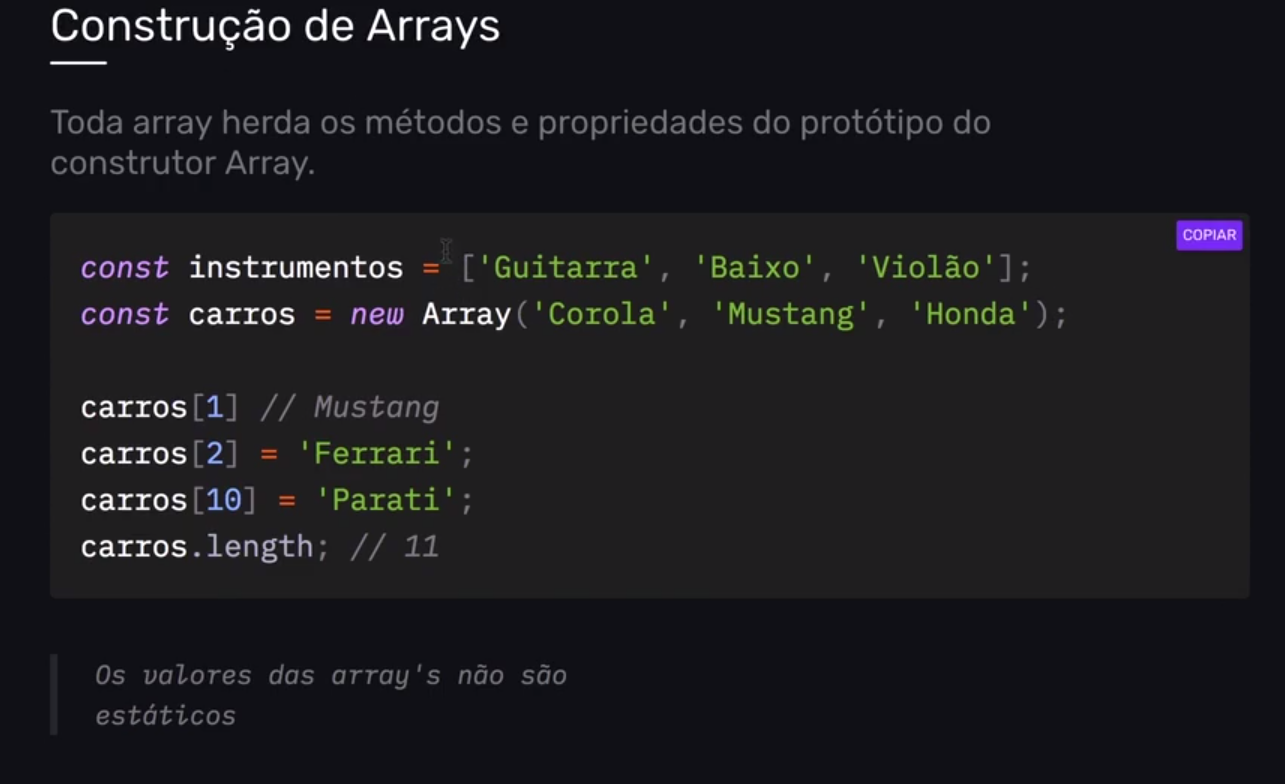 Construção de Arrays
Toda array herda os métodos e propriedades do protótipo do
construtor Array.
COPIAR
const instrumentos = ['Guitarra', 'Baixo', 'Violão'];
const carros = new Array('Corola', 'Mustang', 'Honda');
carros[1] // Mustang
carros[2] = 'Ferrari';
carros[10] = 'Parati';
carros.length; // 11
Os valores das array's não são
estáticos